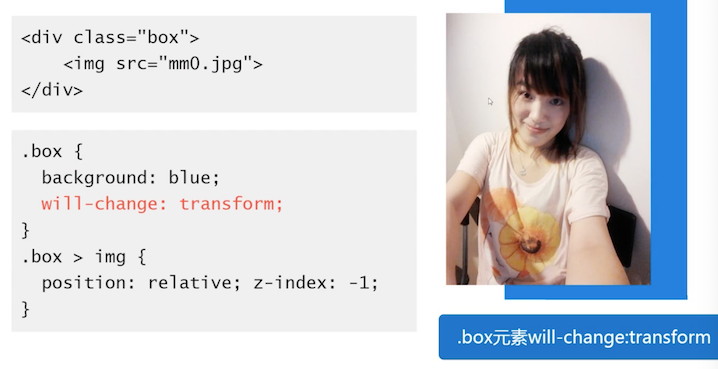 <div class="box">
    <img src="mm0.jpg">
</div>
.box {
  background: blue;
  will-change: transform;
}
.box > img {
  position: relative; z-index: -1;
}
.box元素will-change:transform